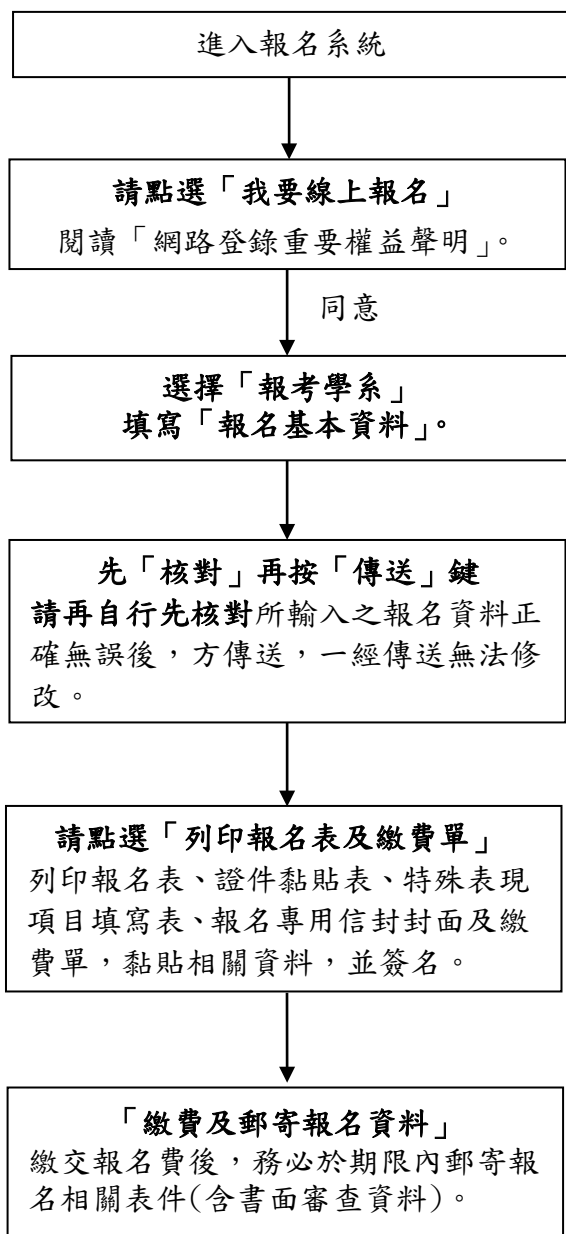 進入報名系統
請點選「我要線上報名」
閱讀「網路登錄重要權益聲明」。
同意
選擇「報考學系」
填寫「報名基本資料」。
先「核對」再按「傳送」鍵
請再自行先核對所輸入之報名資料正
確無誤後，方傳送，一經傳送無法修
改。
請點選「列印報名表及繳費單」
列印報名表、證件黏貼表、特殊表現
項目填寫表、報名專用信封封面及繳
費單，黏貼相關資料，並簽名。
「繳費及郵寄報名資料」
繳交報名費後，務必於期限內郵寄報
名相關表件(含書面審查資料)。